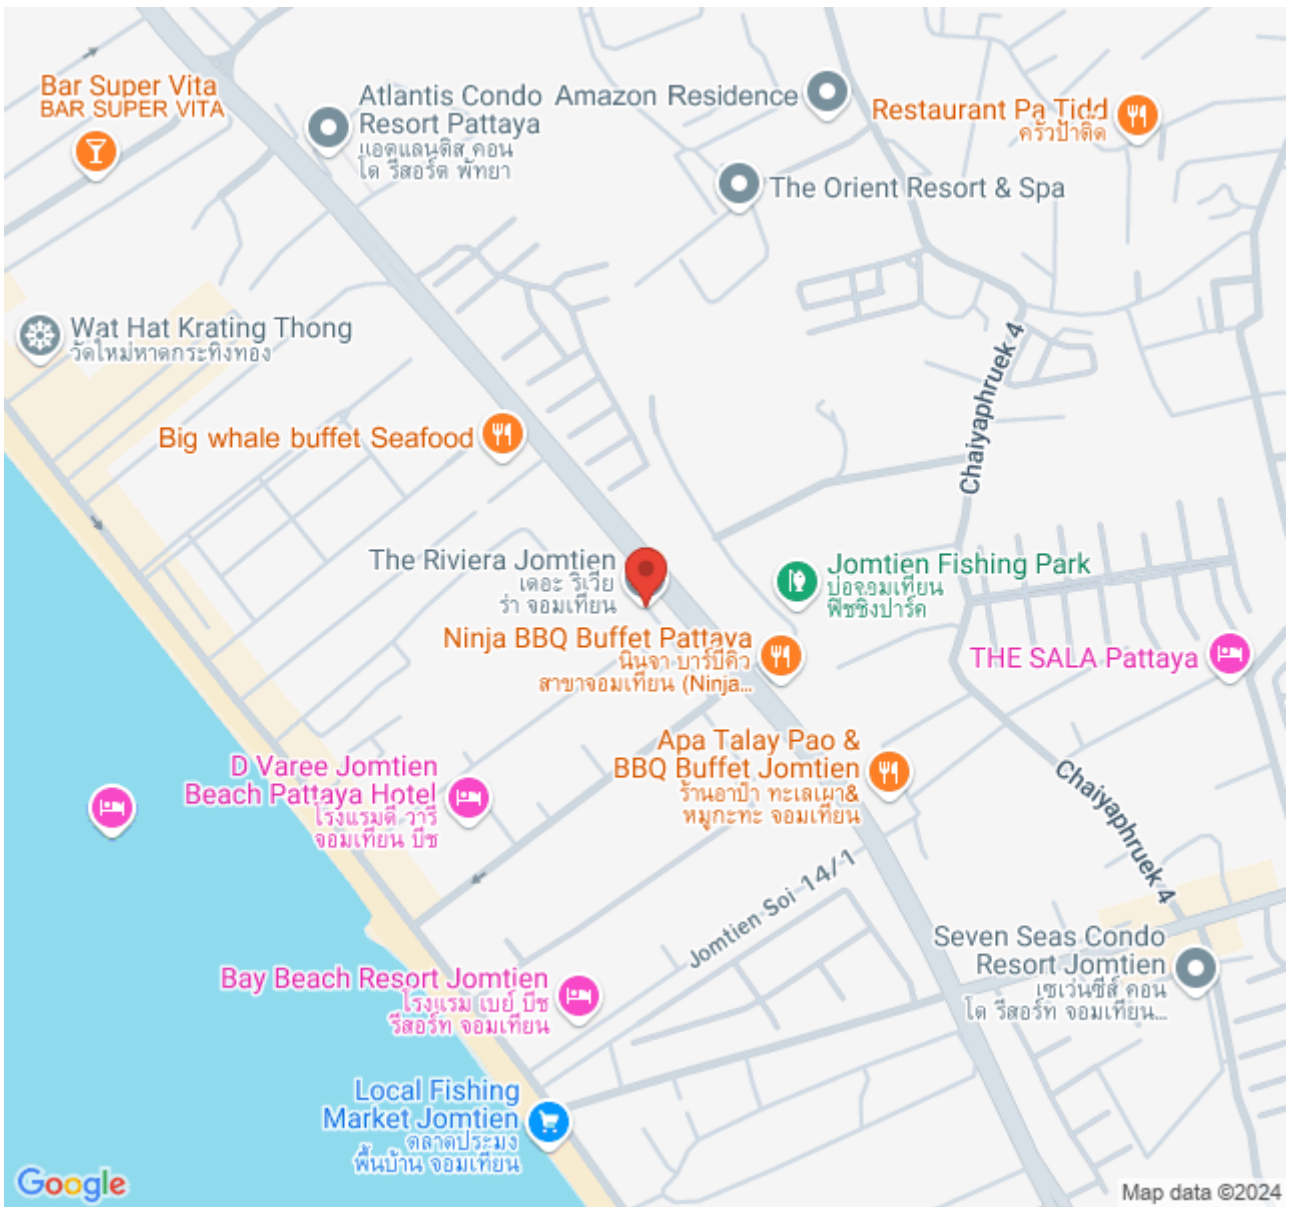 Bar Super Vita
BAR SUPER VITA
Atlantis Condo
Resort Pattaya
แอตแลนติส คอน
โด รีสอร์ต พัทยา
Amazon Residence
Restaurant Pa Tidd
ครัวป้าติ๊ด
The Orient Resort & Spa
Wat Hat Krating Thong
วัดใหม่หาดกระทิงทอง
Chaiyaphruek 4
Big whale buffet Seafood
The Riviera Jomtien
เดอะ ริเวีย
ร่า จอมเทียน
Jomtien Fishing Park
บ่อจอมเทียน
ฟิชชิงปาร์ค
Ninja BBQ Buffet Pattaya
นินจา บาร์บีคิว
สาขาจอมเทียน (Ninja...
THE SALA Pattaya
Apa Talay Pao &
BBQ Buffet Jomtien
ร้านอาป๋า ทะเลเผา&
หมูกะทะ จอมเทียน
D Varee Jomtien
Beach Pattaya Hotel
โรงแรมดี วารี
จอมเทียน บีช
Chaiyaphruek 4
Jomtien Soi 14/1
Seven Seas Condo
Resort Jomtien
เซเว่นซีส์ คอน
โด รีสอร์ท จอมเทียน...
Bay Beach Resort Jomtien
โรงแรม เบย์ บีช
รีสอร์ท จอมเทียน
Local Fishing
Market Jomtien
ตลาดประมง
พื้นบ้าน จอมเทียน
Google
Map data ©2024